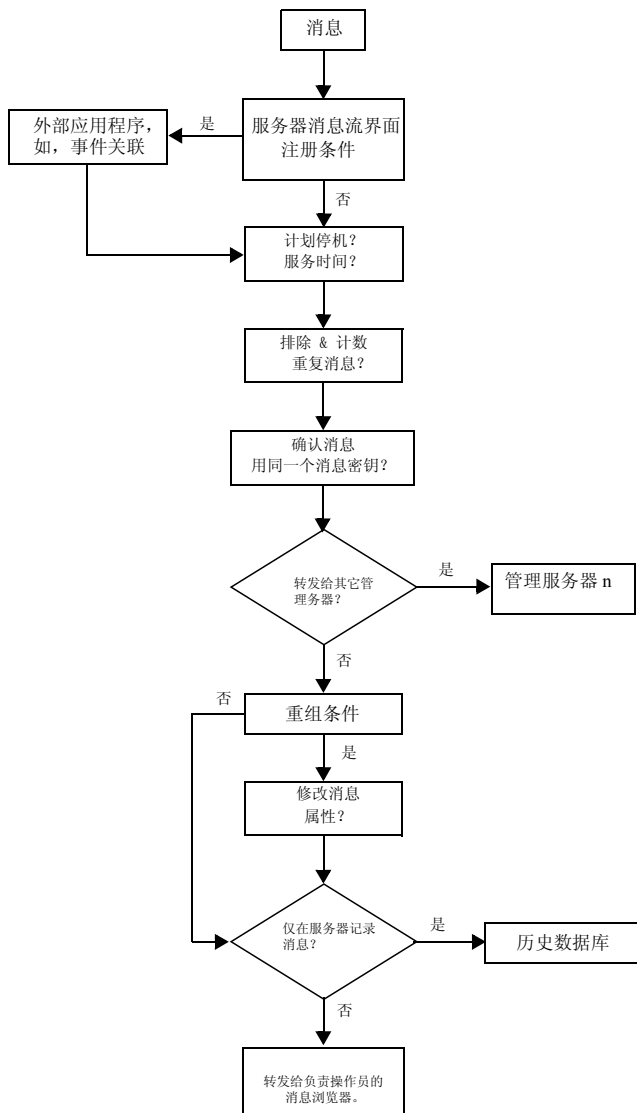 消息
服务器消息流界面
注册条件
是
外部应用程序，
如，事件关联
否
计划停机？
服务时间？
排除 & 计数
重复消息？
确认消息
用同一个消息密钥？
转发给其它管
理务器？
是
管理服务器 n
否
否
重组条件
是
修改消息
属性？
仅在服务器记录
消息？
是
历史数据库
否
转发给负责操作员的
消息浏览器。